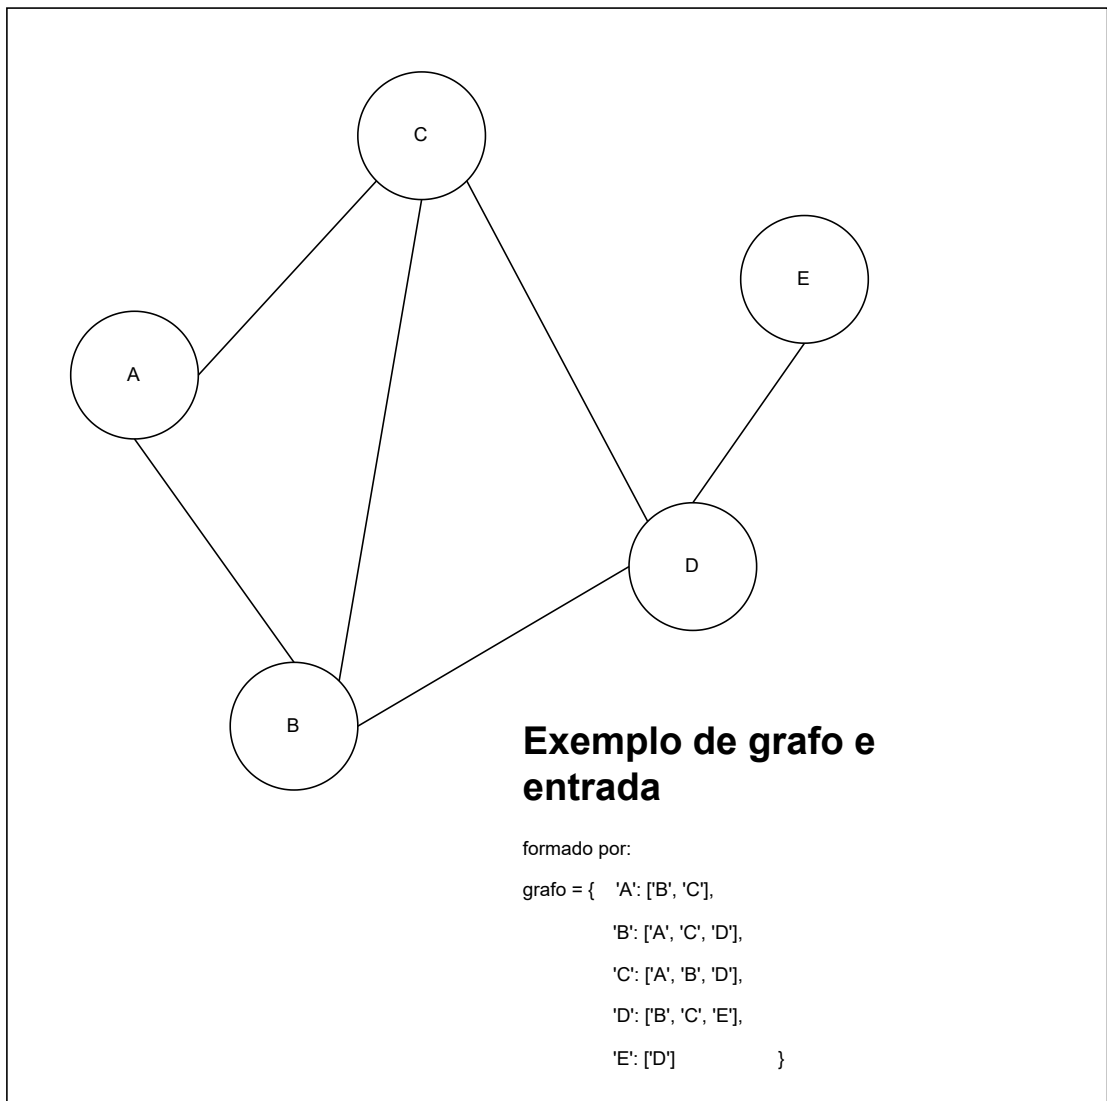 C
E
A
D
B
Exemplo de grafo e
entrada
formado por:
grafo = { 'A': ['B', 'C'],
'B': ['A', 'C', 'D'],
'C': ['A', 'B', 'D'],
'D': ['B', 'C', 'E'],
'E': ['D'] }